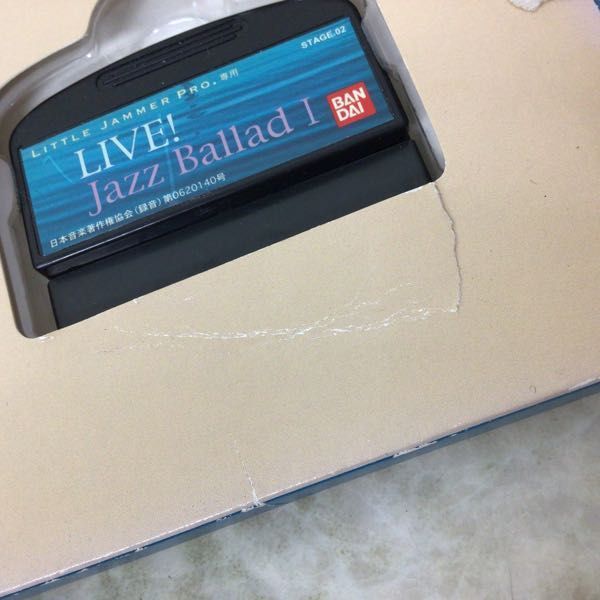 STAGE.02
LITTLE JAMMER PRO.専用
LIVE!
Jazz Ballad I
BAN
DAI
日本音楽著作権協会(録音)第0620140号